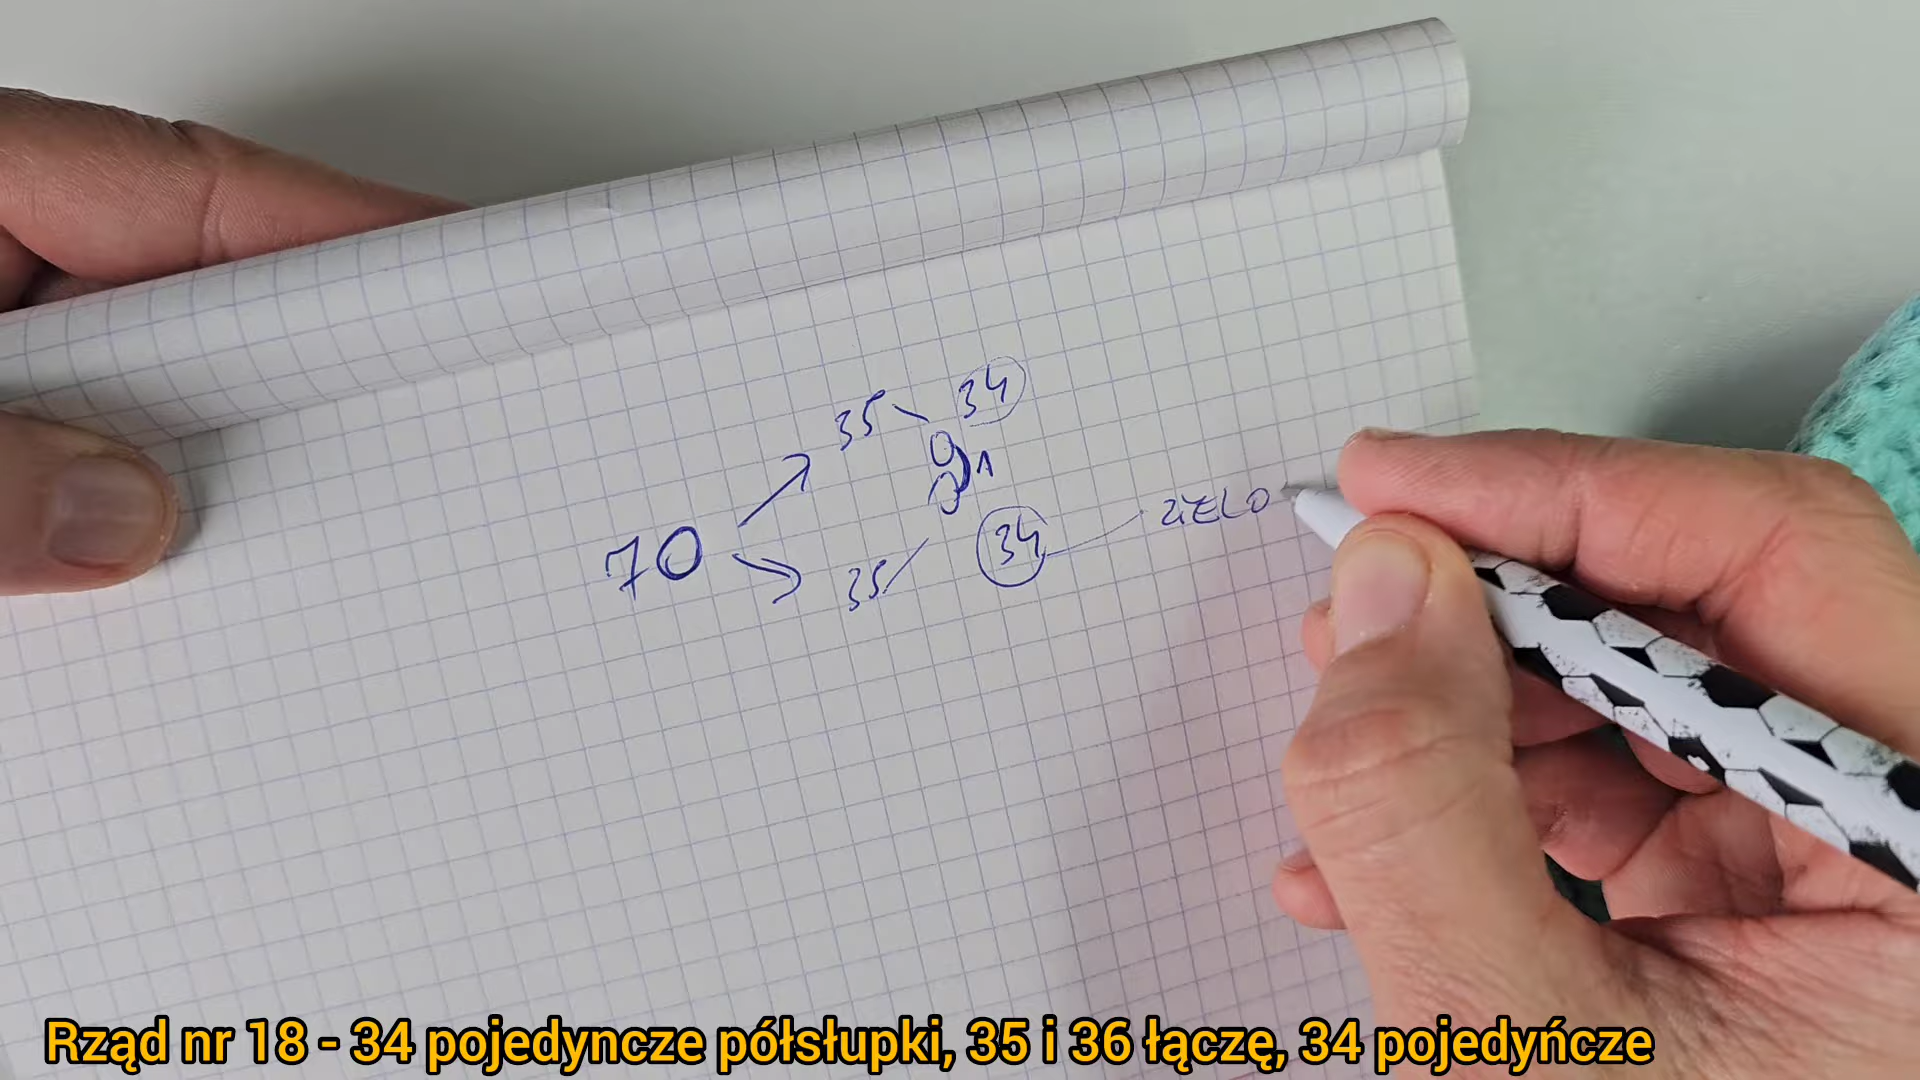 35 34
1
70
35 34 ZIELO
Rząd nr 18 - 34 pojedyncze półsłupki, 35 i 36 łączę, 34 pojedyńcze